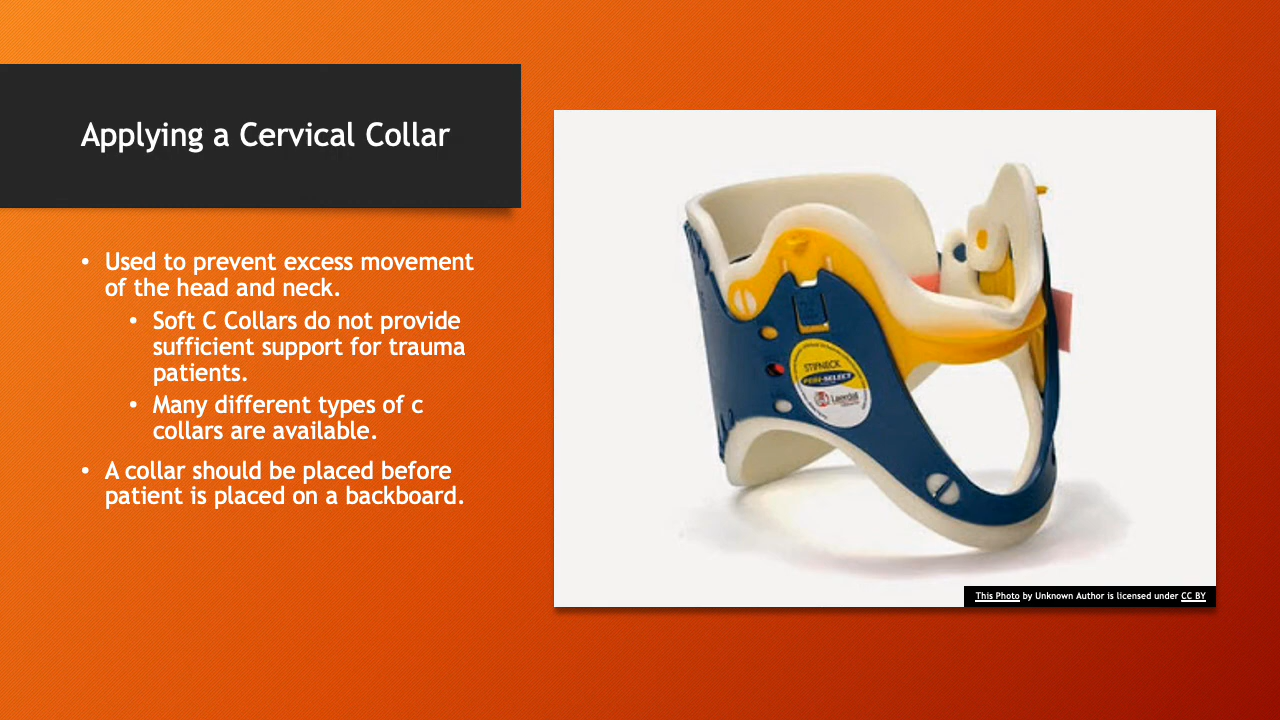 Applying a Cervical Collar
• Used to prevent excess movement
of the head and neck.
• Soft C Collars do not provide
sufficient support for trauma
patients.
• Many different types of c
collars are available.
• A collar should be placed before
patient is placed on a backboard.
STIFNECK
PEDI-SELECT
Laerdal
This Photo by Unknown Author is licensed under CC BY